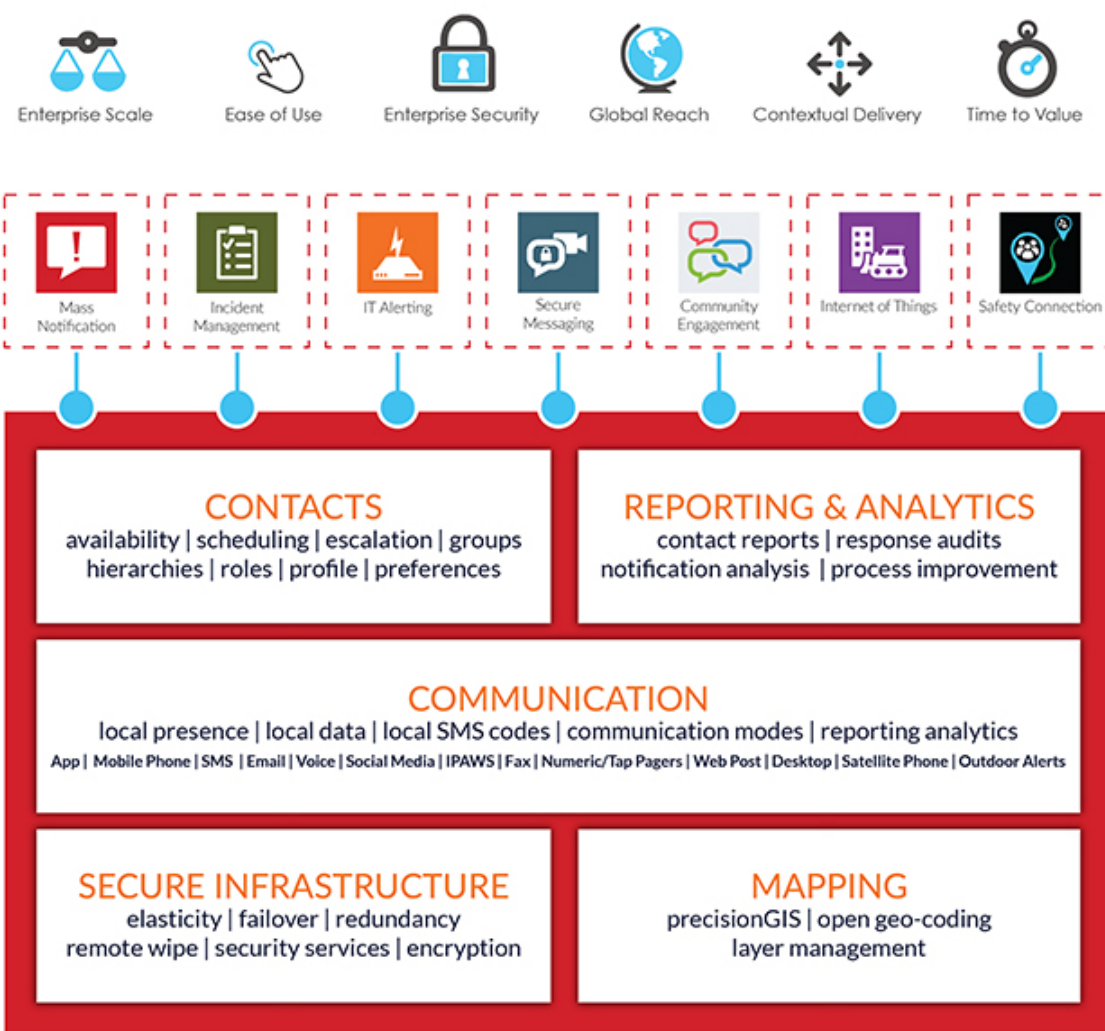 Enterprise Scale
Ease of Use
Enterprise Security
Global Reach
Contextual Delivery
Time to Value
Mass
Notification
Incident
Management
IT Alerting
Secure
Messaging
Community
Engagement
Internet of Things
Safety Connection
CONTACTS
availability | scheduling | escalation | groups
hierarchies | roles | profile | preferences
REPORTING & ANALYTICS
contact reports | response audits
notification analysis | process improvement
COMMUNICATION
local presence | local data | local SMS codes | communication modes | reporting analytics
App | Mobile Phone | SMS | Email | Voice | Social Media | IPAWS | Fax | Numeric/Tap Pagers | Web Post | Desktop | Satellite Phone | Outdoor Alerts
SECURE INFRASTRUCTURE
elasticity | failover | redundancy
remote wipe | security services | encryption
MAPPING
precisionGIS | open geo-coding
layer management